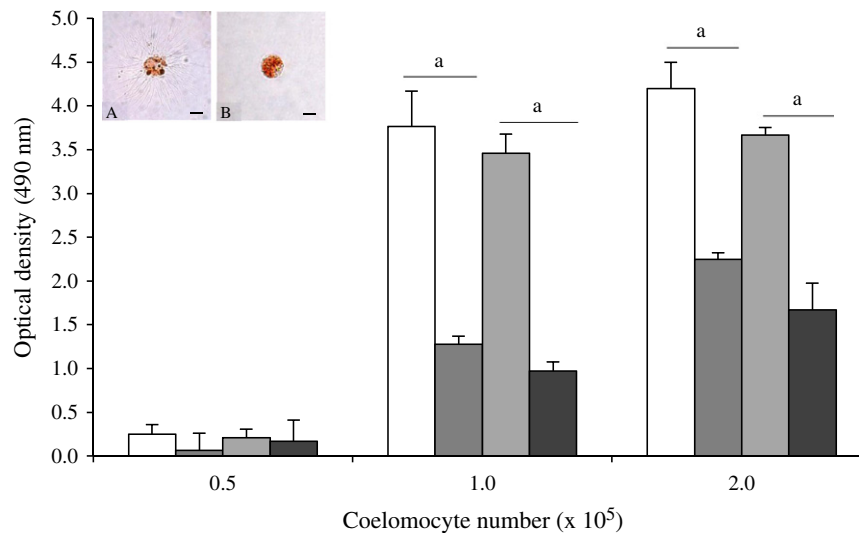 Optical density (490 nm)
5.0
4.5
4.0
3.5
3.0
2.5
2.0
1.5
1.0
0.5
0.0
A
B
a
a
a
a
0.5 1.0 2.0
Coelomocyte number (x 10⁵)